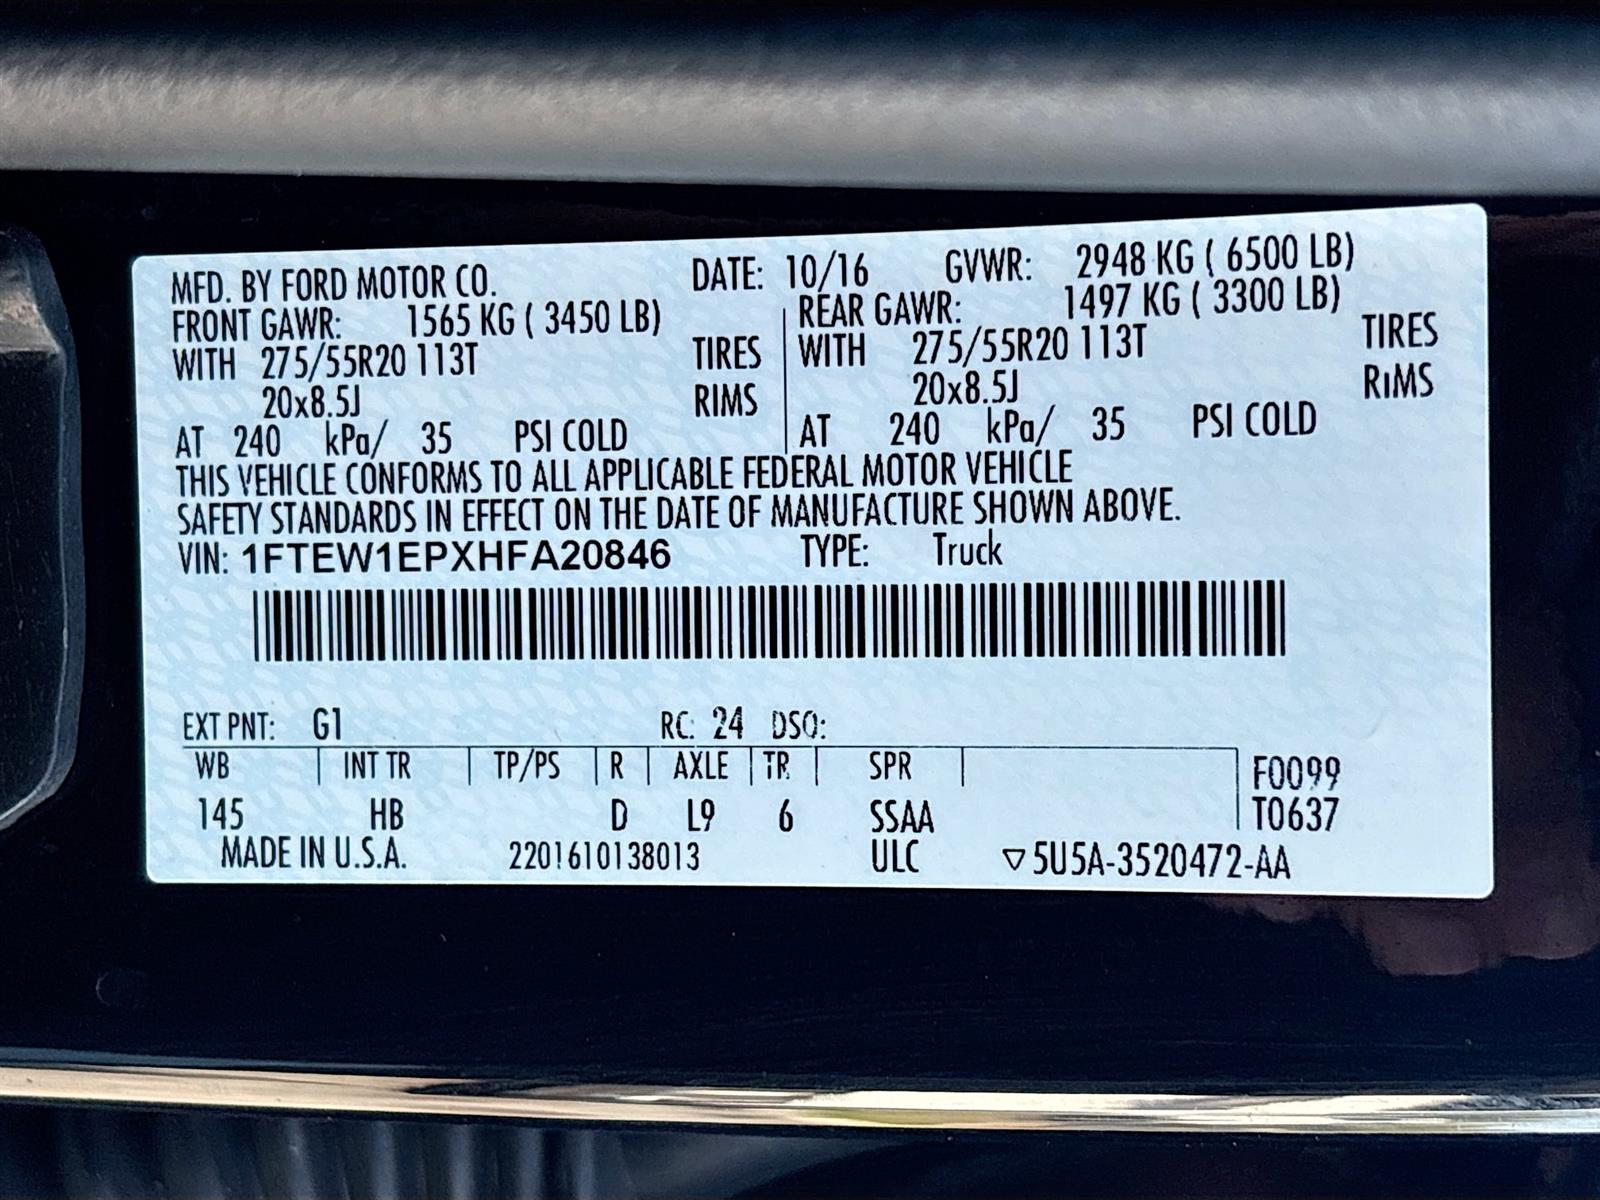 MFD. BY FORD MOTOR CO. DATE: 10/16 GVWR: 2948 KG ( 6500 LB)
FRONT GAWR: 1565 KG ( 3450 LB) REAR GAWR: 1497 KG ( 3300 LB)
WITH 275/55R20 113T TIRES WITH 275/55R20 113T TIRES
20x8.5J RIMS 20x8.5J RIMS
AT 240 kPa/ 35 PSI COLD AT 240 kPa/ 35 PSI COLD
THIS VEHICLE CONFORMS TO ALL APPLICABLE FEDERAL MOTOR VEHICLE
SAFETY STANDARDS IN EFFECT ON THE DATE OF MANUFACTURE SHOWN ABOVE.
VIN: 1FTEW1EPXHFA20846 TYPE: Truck
EXT PNT: G1 RC: 24 DSO:
WB INT TR TP/PS R AXLE TR SPR F0099
145 HB D L9 6 SSAA T0637
MADE IN U.S.A. 2201610138013 ULC ▽5U5A-3520472-AA